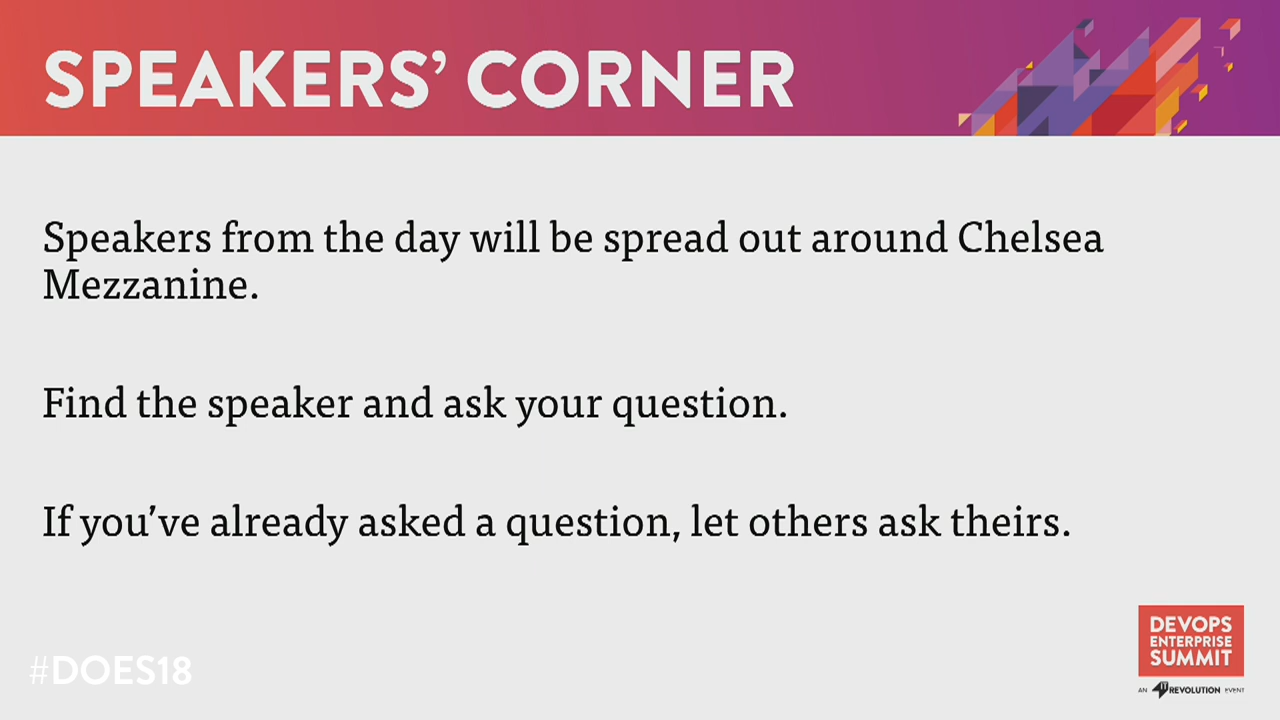 SPEAKERS’ CORNER
Speakers from the day will be spread out around Chelsea
Mezzanine.
Find the speaker and ask your question.
If you’ve already asked a question, let others ask theirs.
#DOES18
DEVOPS
ENTERPRISE
SUMMIT
AN IT REVOLUTION EVENT